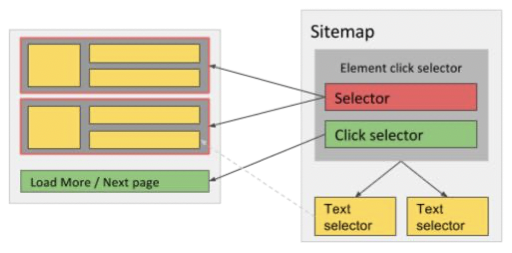 Sitemap
Element click selector
Selector
Click selector
Load More / Next page
Text
selector
Text
selector